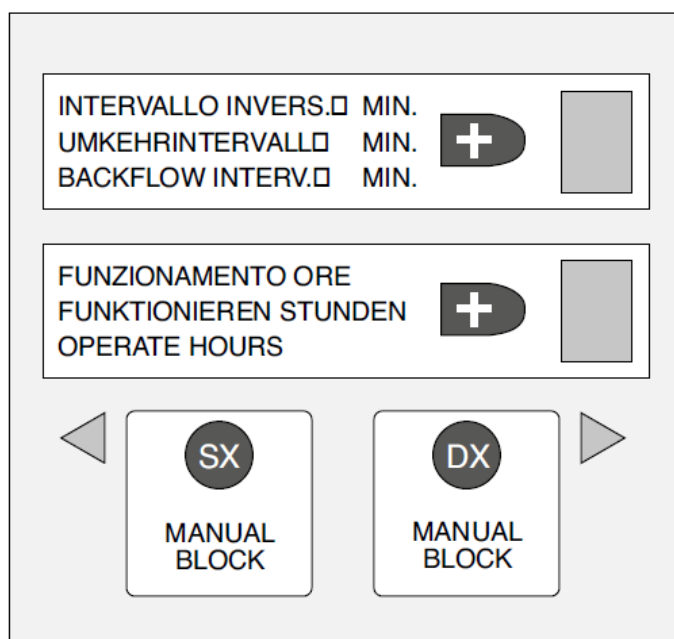 INTERVALLO INVERS.□ MIN.
UMKEHRINTERVALL□ MIN.
BACKFLOW INTERV.□ MIN.
+
FUNZIONAMENTO ORE
FUNKTIONIEREN STUNDEN
OPERATE HOURS
+
SX
MANUAL
BLOCK
DX
MANUAL
BLOCK